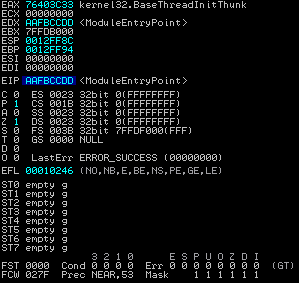 EAX 76403C33 kernel32.BaseThreadInitThunk
ECX 00000000
EDX AAFBCCDD <ModuleEntryPoint>
EBX 7FFDB000
ESP 0012FF8C
EBP 0012FF94
ESI 00000000
EDI 00000000
EIP AAFBCCDD <ModuleEntryPoint>
C 0 ES 0023 32bit 0(FFFFFFFF)
P 1 CS 001B 32bit 0(FFFFFFFF)
A 0 SS 0023 32bit 0(FFFFFFFF)
Z 1 DS 0023 32bit 0(FFFFFFFF)
S 0 FS 003B 32bit 7FFDF000(FFF)
T 0 GS 0000 NULL
D 0
O 0 LastErr ERROR_SUCCESS (00000000)
EFL 00010246 (NO,NB,E,BE,NS,PE,GE,LE)
ST0 empty g
ST1 empty g
ST2 empty g
ST3 empty g
ST4 empty g
ST5 empty g
ST6 empty g
ST7 empty g
3 2 1 0 E S P U O Z D I
FST 0000 Cond 0 0 0 0 Err 0 0 0 0 0 0 0 0 (GT)
FCW 027F Prec NEAR,53 Mask 1 1 1 1 1 1